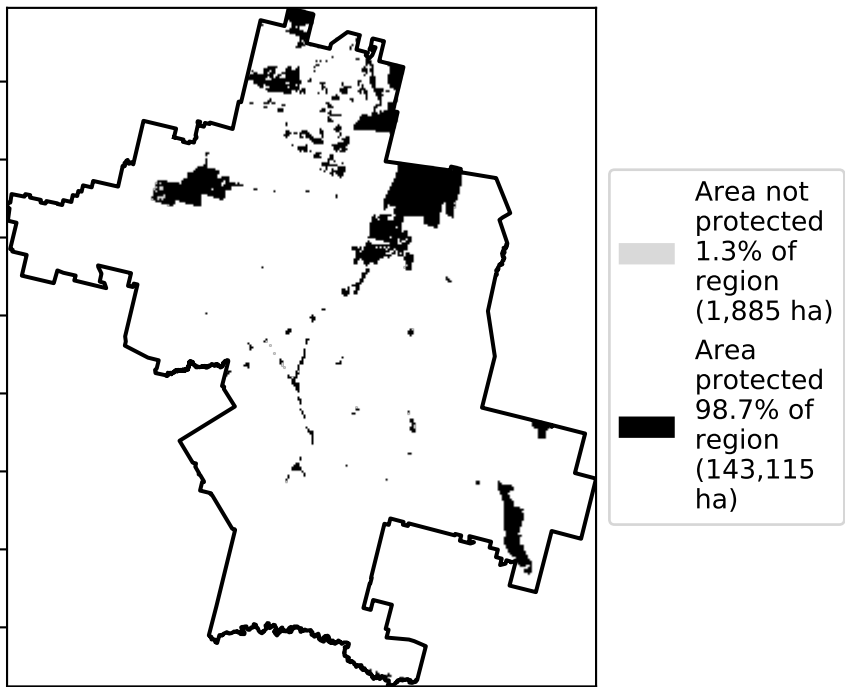 Area not
protected
1.3% of
region
(1,885 ha)
Area
protected
98.7% of
region
(143,115
ha)